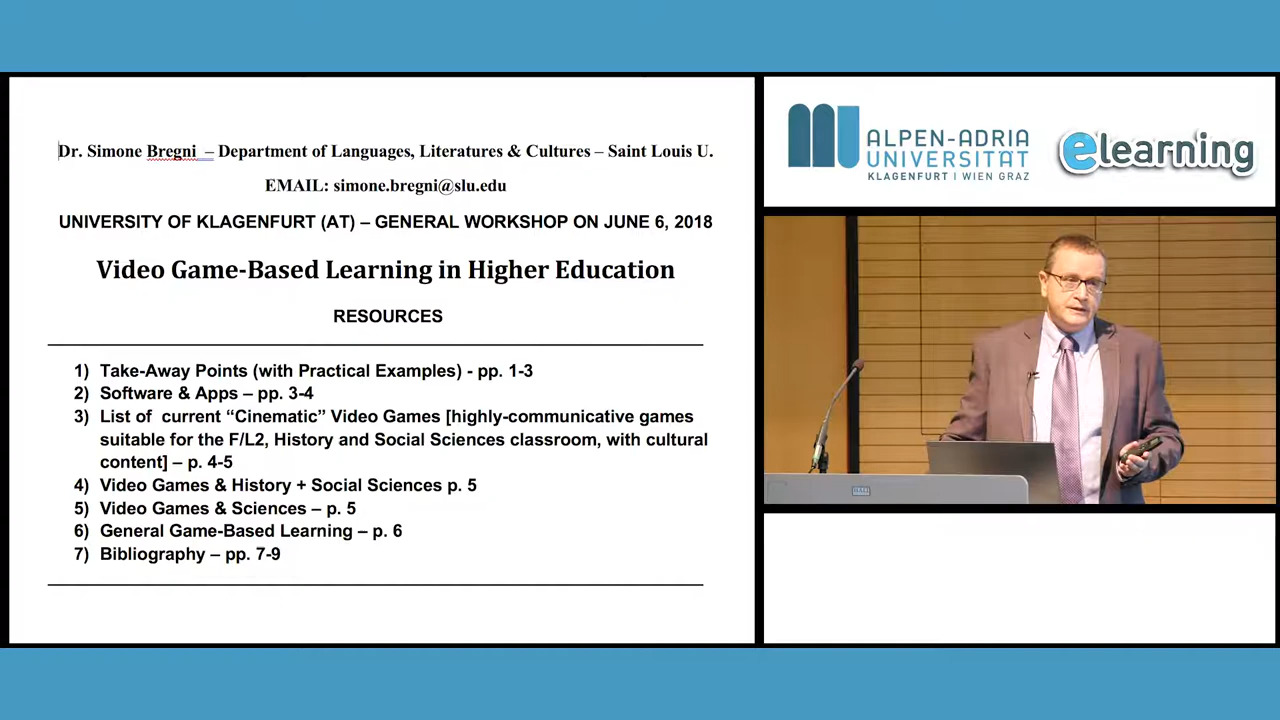 Dr. Simone Bregni – Department of Languages, Literatures & Cultures – Saint Louis U.
EMAIL: simone.bregni@slu.edu
UNIVERSITY OF KLAGENFURT (AT) – GENERAL WORKSHOP ON JUNE 6, 2018
Video Game-Based Learning in Higher Education
RESOURCES
1) Take-Away Points (with Practical Examples) - pp. 1-3
2) Software & Apps – pp. 3-4
3) List of current “Cinematic” Video Games [highly-communicative games
suitable for the F/L2, History and Social Sciences classroom, with cultural
content] – p. 4-5
4) Video Games & History + Social Sciences p. 5
5) Video Games & Sciences – p. 5
6) General Game-Based Learning – p. 6
7) Bibliography – pp. 7-9
ALPEN-ADRIA
UNIVERSITÄT
KLAGENFURT | WIEN GRAZ
elearning